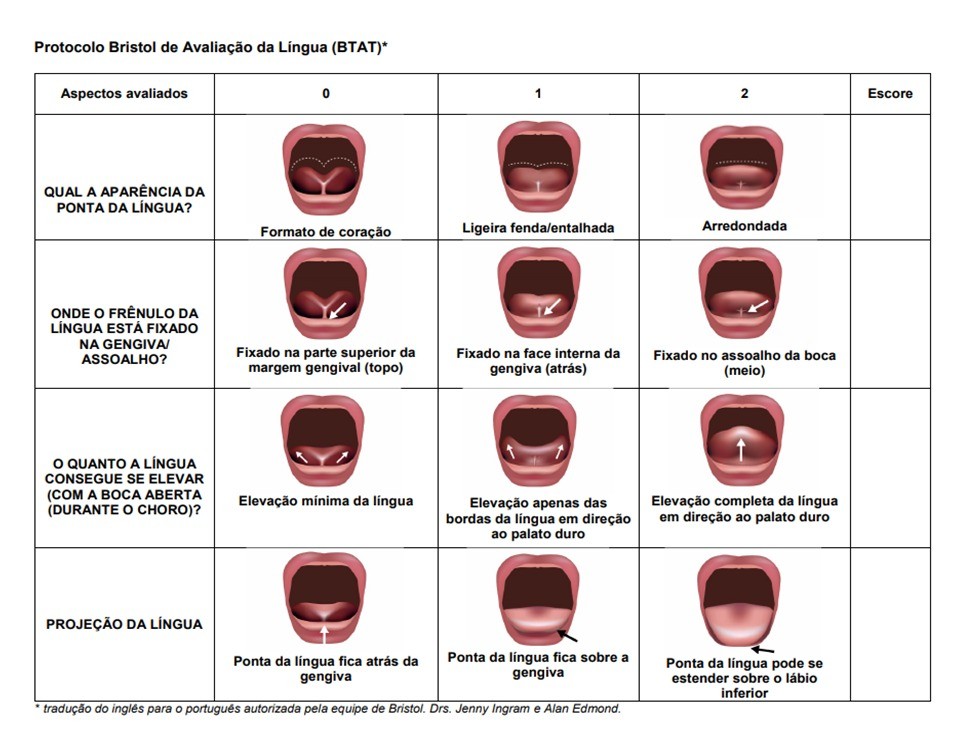 Protocolo Bristol de Avaliação da Língua (BTAT)*
Aspectos avaliados 0 1 2 Escore
QUAL A APARÊNCIA DA
PONTA DA LÍNGUA?
Formato de coração
Ligeira fenda/entalhada
Arredondada
ONDE O FRÊNULO DA
LÍNGUA ESTÁ FIXADO
NA GENGIVA/
ASSOALHO?
Fixado na parte superior da
margem gengival (topo)
Fixado na face interna da
gengiva (atrás)
Fixado no assoalho da boca
(meio)
O QUANTO A LÍNGUA
CONSEGUE SE ELEVAR
(COM A BOCA ABERTA
(DURANTE O CHORO)?
Elevação mínima da língua
Elevação apenas das
bordas da língua em direção
ao palato duro
Elevação completa da língua
em direção ao palato duro
PROJEÇÃO DA LÍNGUA
Ponta da língua fica atrás da
gengiva
Ponta da língua fica sobre a
gengiva
Ponta da língua pode se
estender sobre o lábio
inferior
* tradução do inglês para o português autorizada pela equipe de Bristol. Drs. Jenny Ingram e Alan Edmond.